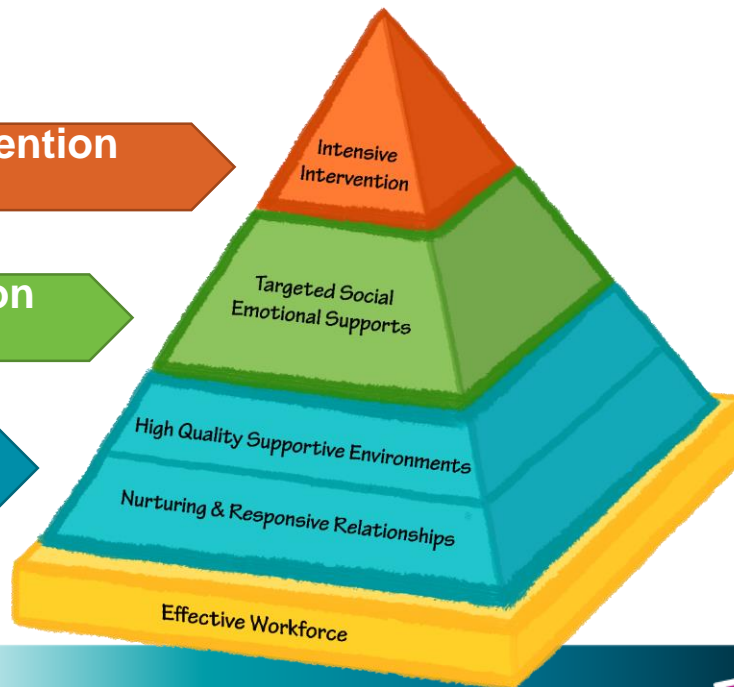 ention
Intensive
Intervention
on
Targeted Social
Emotional Supports
High Quality Supportive Environments
Nurturing & Responsive Relationships
Effective Workforce